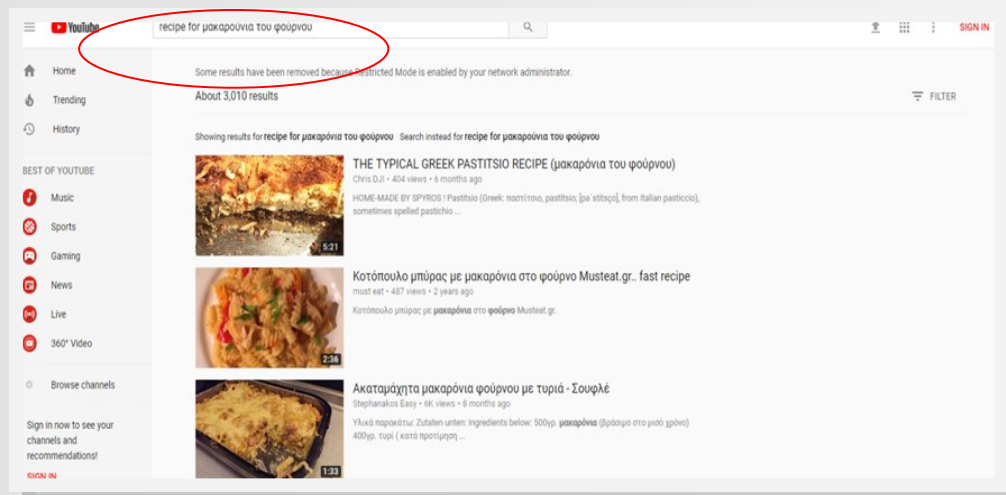 YouTube
recipe for μακαρούνια του φούρνου
SIGN IN
Home
Trending
History
BEST OF YOUTUBE
Music
Sports
Gaming
News
Live
360° Video
Browse channels
Sign in now to see your
channels and
recommendations!
SIGN IN
Some results have been removed because Restricted Mode is enabled by your network administrator.
About 3,010 results
FILTER
Showing results for recipe for μακαρόνια του φούρνου Search instead for recipe for μακαρούνια του φούρνου
5:21
THE TYPICAL GREEK PASTITSIO RECIPE (μακαρόνια του φούρνου)
Chris DJI • 404 views • 6 months ago
HOME-MADE BY SPYROS ! Pastitsio (Greek: παστίτσιο, pastítsio; [paˈstitsço], from Italian pasticcio),
sometimes spelled pastichio ...
2:36
Κοτόπουλο μπύρας με μακαρόνια στο φούρνο Musteat.gr.. fast recipe
must eat • 487 views • 2 years ago
Κοτόπουλο μπύρας με μακαρόνια στο φούρνο Musteat.gr.
1:33
Ακαταμάχητα μακαρόνια φούρνου με τυριά - Σουφλέ
Stephanakos Easy • 6K views • 8 months ago
Υλικά παρακάτω: Zutaten unten: Ingredients below: 500γρ. μακαρόνια (βράσιμο στο μισό χρόνο)
400γρ. τυρί ( κατά προτίμηση ...